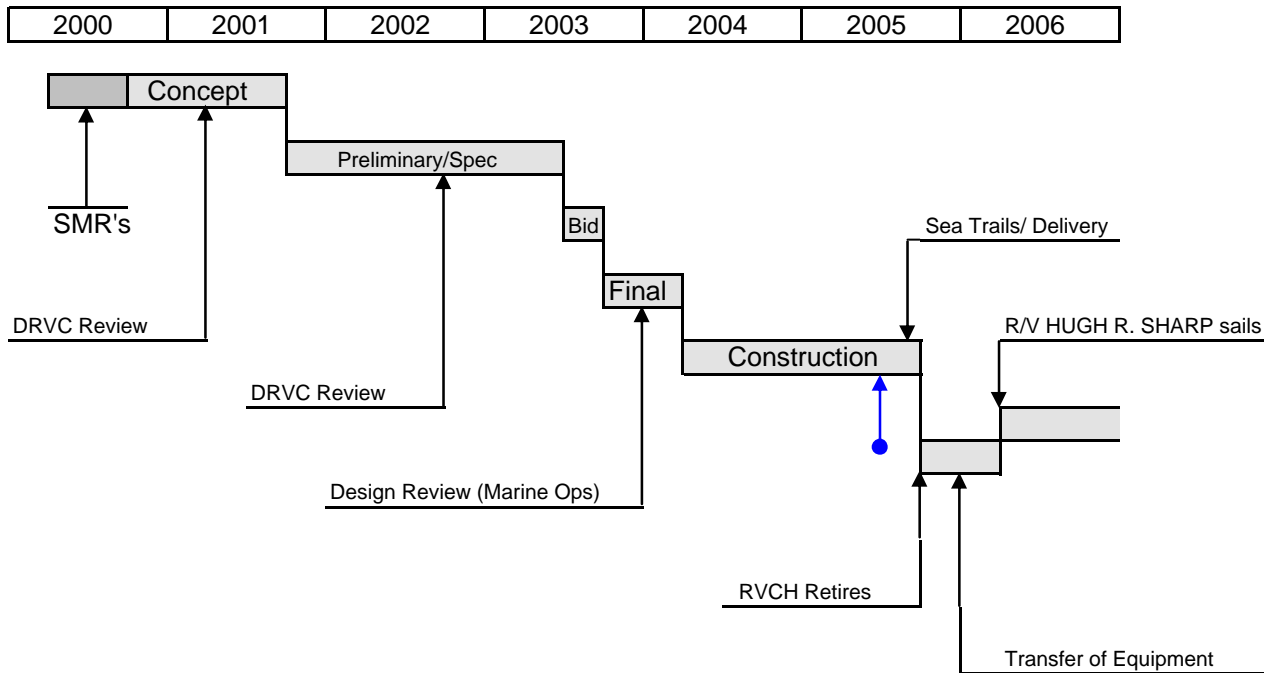 2000 2001 2002 2003 2004 2005 2006
Concept
Preliminary/Spec
SMR's
Bid
Sea Trails/ Delivery
Final
DRVC Review
R/V HUGH R. SHARP sails
Construction
DRVC Review
Design Review (Marine Ops)
RVCH Retires
Transfer of Equipment